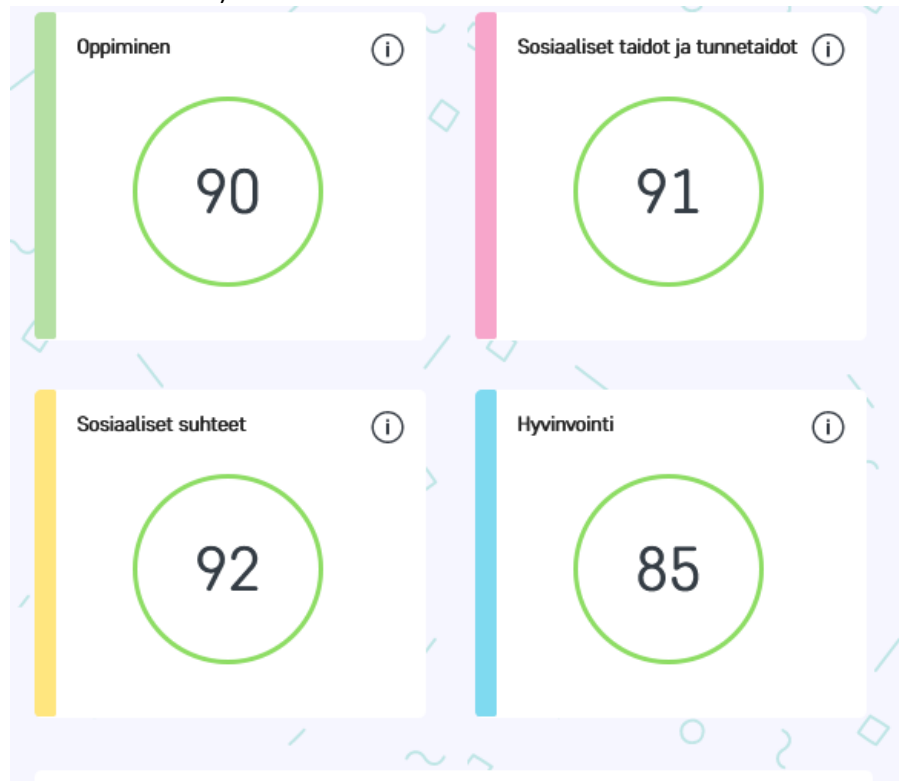 Oppiminen
90
Sosiaaliset taidot ja tunnetaidot
91
Sosiaaliset suhteet
92
Hyvinvointi
85